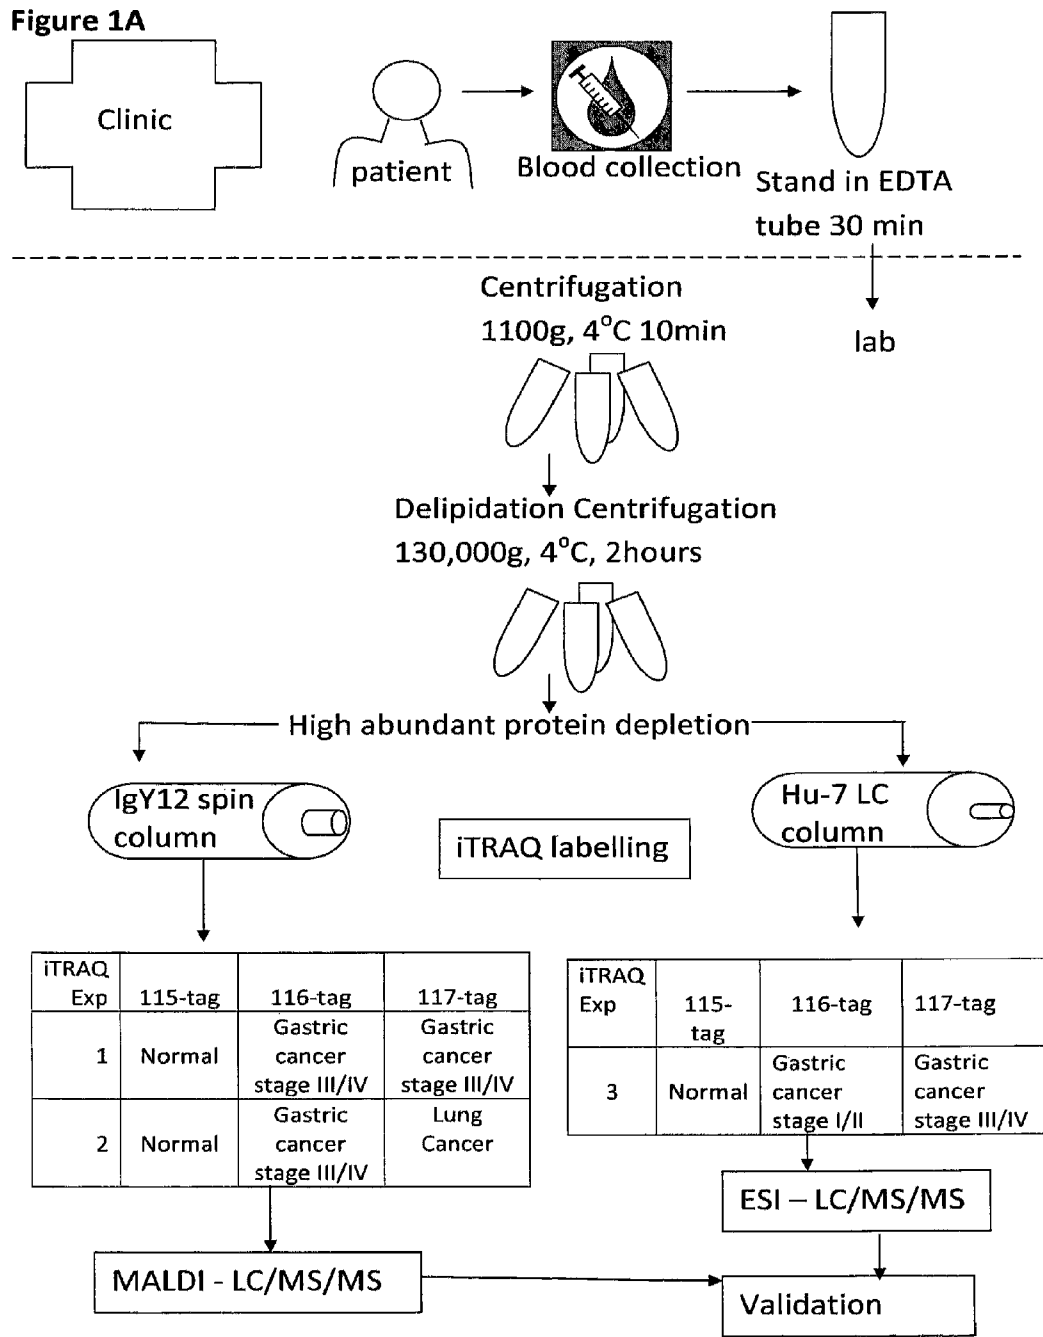 Figure 1A
Clinic
patient
Blood collection
Stand in EDTA
tube 30 min
lab
Centrifugation
1100g, 4°C 10min
Delipidation Centrifugation
130,000g, 4°C, 2hours
High abundant protein depletion
IgY12 spin
column
Hu-7 LC
column
iTRAQ labelling
iTRAQ
Exp 115-tag 116-tag 117-tag
1 Normal Gastric cancer stage III/IV Gastric cancer stage III/IV
2 Normal Gastric cancer stage III/IV Lung Cancer
iTRAQ
Exp 115-tag 116-tag 117-tag
3 Normal Gastric cancer stage I/II Gastric cancer stage III/IV
ESI – LC/MS/MS
MALDI - LC/MS/MS
Validation